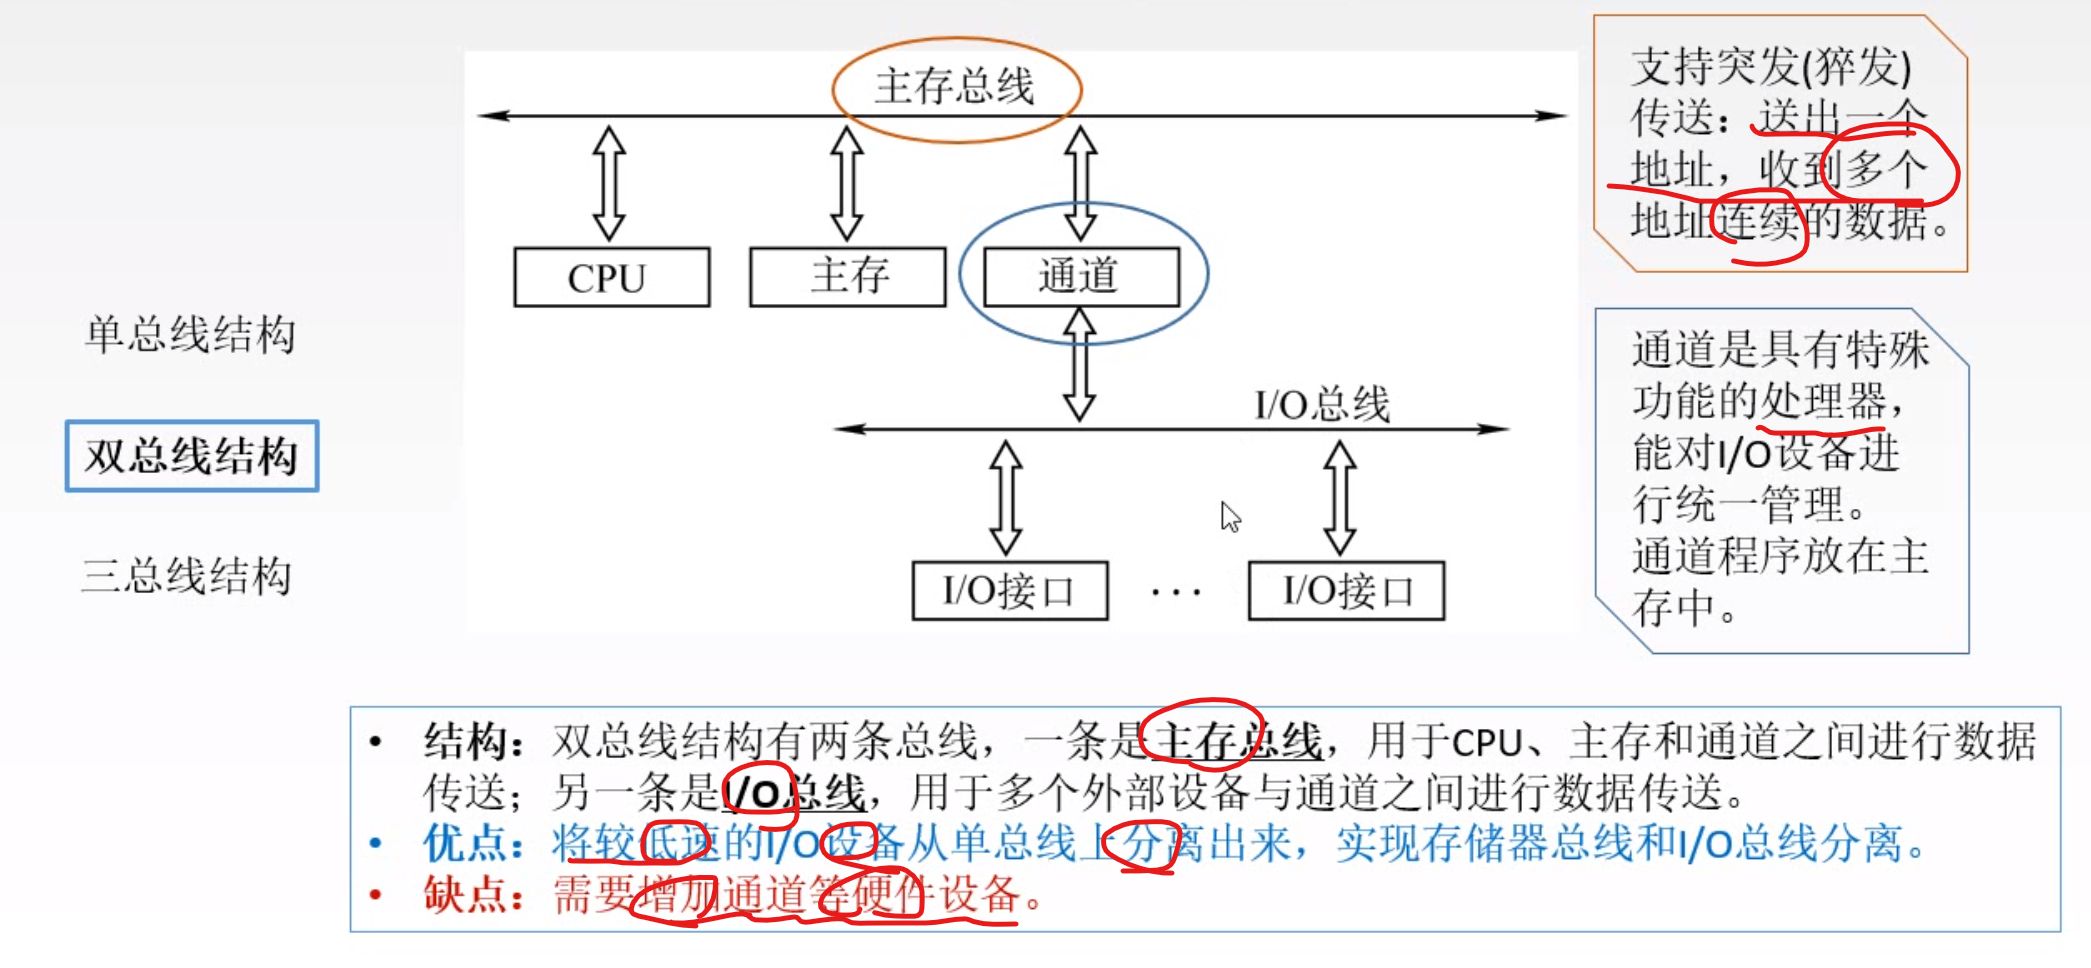 单总线结构
双总线结构
三总线结构
主存总线
CPU
主存
通道
I/O总线
I/O接口
...
I/O接口
支持突发(猝发)
传送：送出一个
地址，收到多个
地址连续的数据。
通道是具有特殊
功能的处理器，
能对I/O设备进
行统一管理。
通道程序放在主
存中。
• 结构：双总线结构有两条总线，一条是主存总线，用于CPU、主存和通道之间进行数据
传送；另一条是I/O总线，用于多个外部设备与通道之间进行数据传送。
• 优点：将较低速的I/O设备从单总线上分离出来，实现存储器总线和I/O总线分离。
• 缺点：需要增加通道等硬件设备。